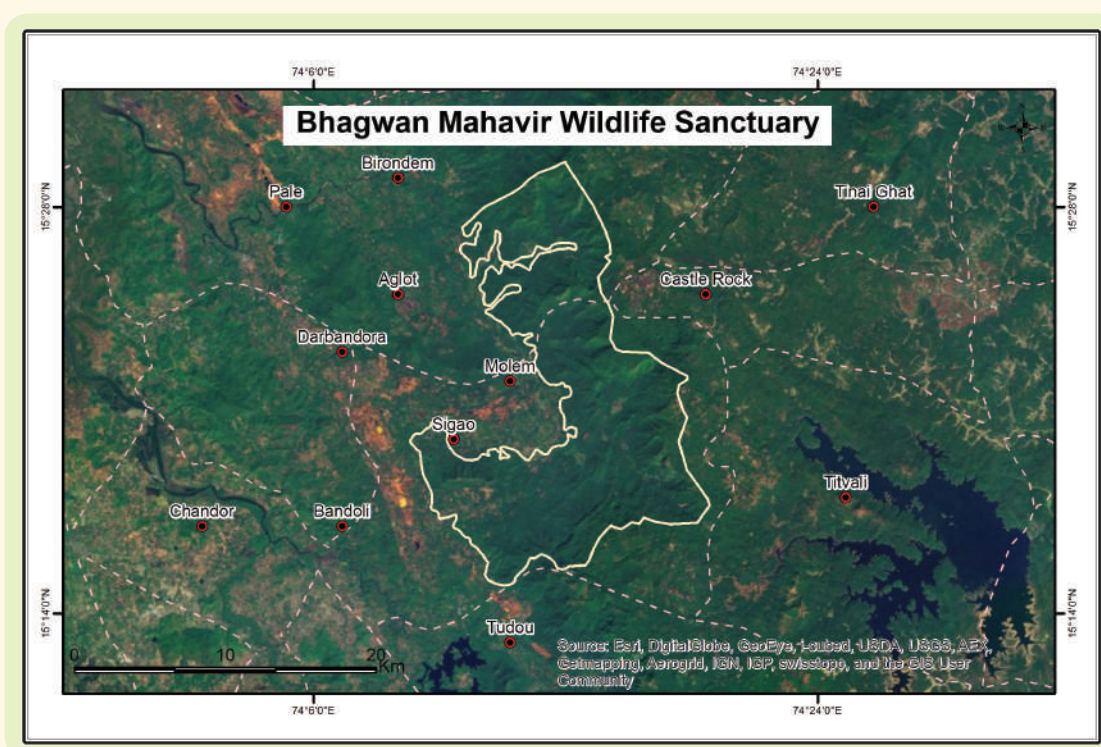 74°6'0"E
74°24'0"E
Bhagwan Mahavir Wildlife Sanctuary
Birondem
Pale
Tinai Ghat
15°28'0"N
15°28'0"N
Aglot
Castle Rock
Darbandora
Molem
Sigao
Titvali
Chandor
Bandoli
15°14'0"N
15°14'0"N
Tudou
0
10
20
Km
Source: Esri, DigitalGlobe, GeoEye, i-cubed, USDA, USGS, AEX,
Getmapping, Aerogrid, IGN, IGP, swisstopo, and the GIS User
Community
74°6'0"E
74°24'0"E